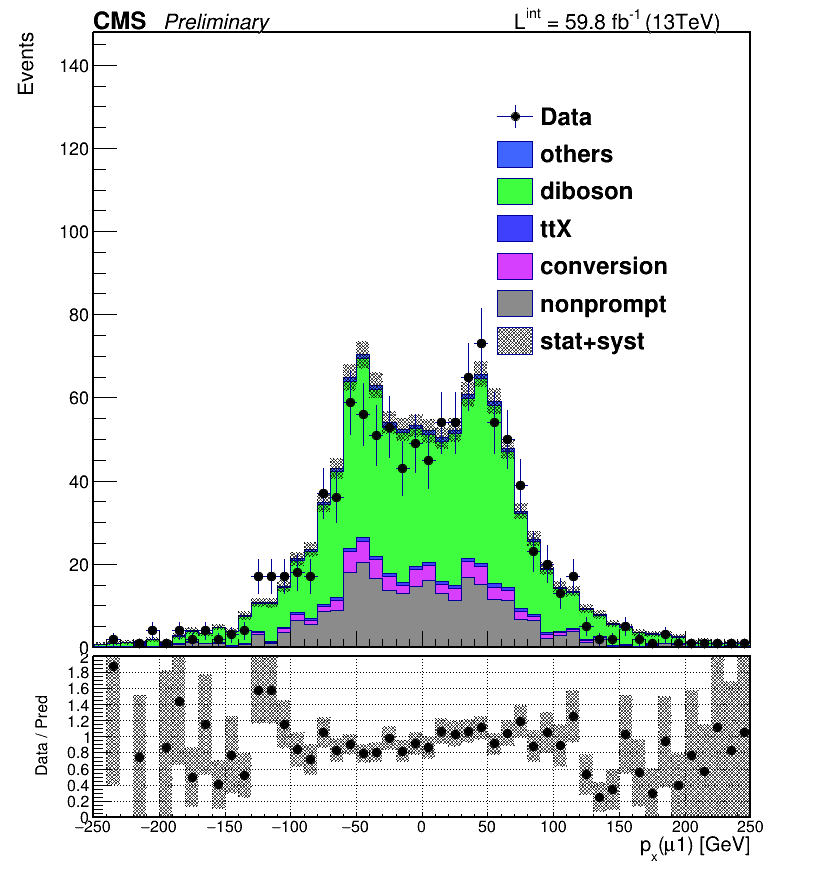 CMS Preliminary L^int = 59.8 fb^-1 (13TeV)
Events
140
120
100
80
60
40
20
0
Data
others
diboson
ttX
conversion
nonprompt
stat+syst
Data / Pred
2
1.8
1.6
1.4
1.2
1
0.8
0.6
0.4
0.2
0
−250 −200 −150 −100 −50 0 50 100 150 200 250
p_x(μ1) [GeV]